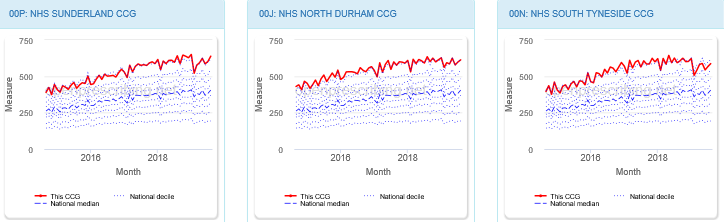 00P: NHS SUNDERLAND CCG
750
500
250
0
Measure
2016
2018
Month
This CCG
National decile
National median
00J: NHS NORTH DURHAM CCG
750
500
250
0
Measure
2016
2018
Month
This CCG
National decile
National median
00N: NHS SOUTH TYNESIDE CCG
750
500
250
0
Measure
2016
2018
Month
This CCG
National decile
National median